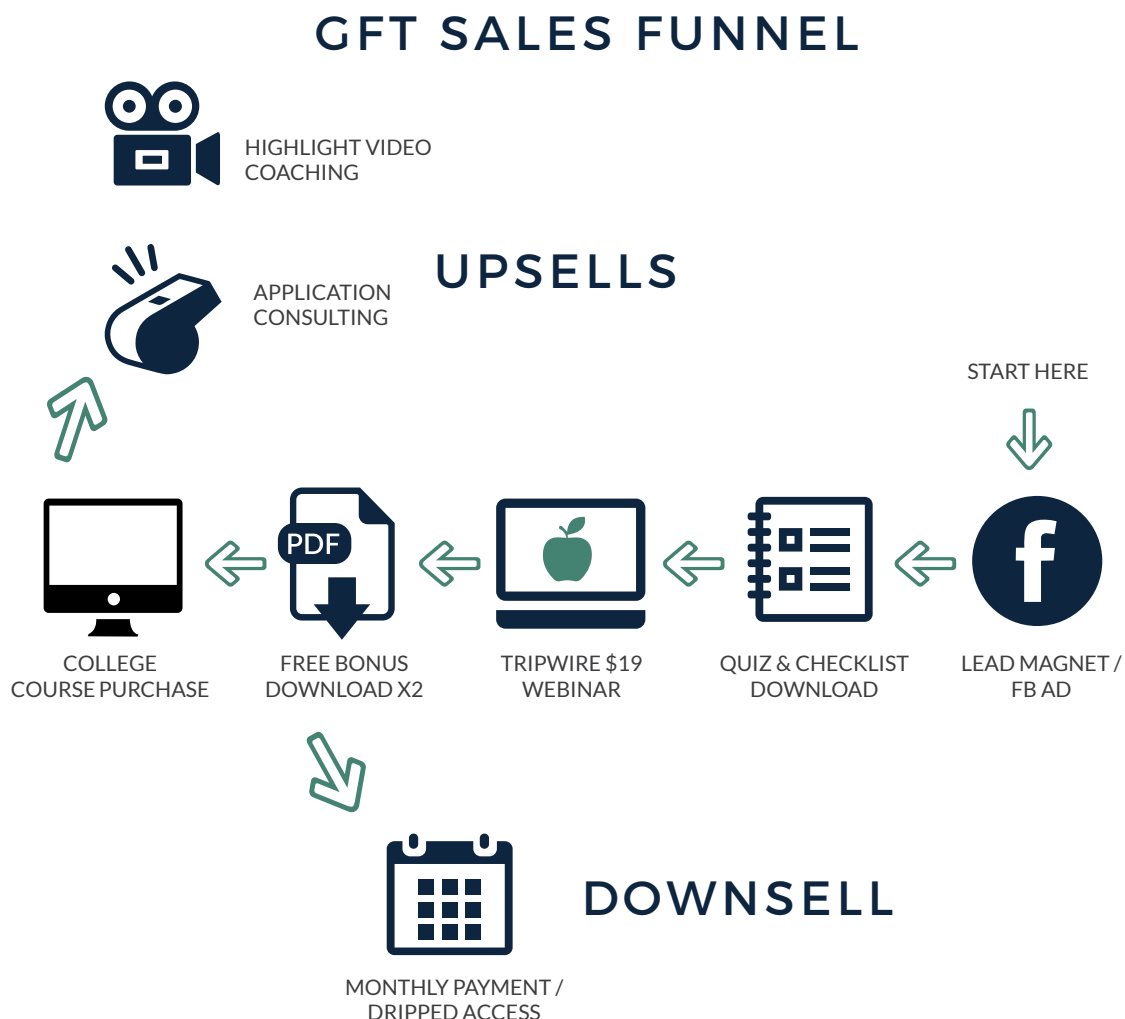 GFT SALES FUNNEL
HIGHLIGHT VIDEO
COACHING
UPSELLS
APPLICATION
CONSULTING
START HERE
PDF
f
COLLEGE
COURSE PURCHASE
FREE BONUS
DOWNLOAD X2
TRIPWIRE $19
WEBINAR
QUIZ & CHECKLIST
DOWNLOAD
LEAD MAGNET /
FB AD
DOWNSELL
MONTHLY PAYMENT /
DRIPPED ACCESS